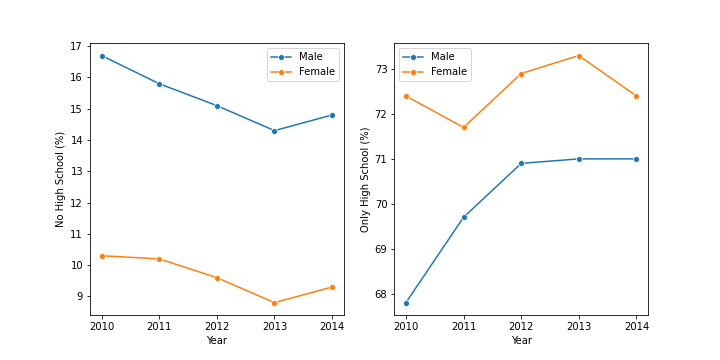 No High School (%)
17
16
15
14
13
12
11
10
9
Male
Female
2010 2011 2012 2013 2014
Year
Only High School (%)
73
72
71
70
69
68
Male
Female
2010 2011 2012 2013 2014
Year